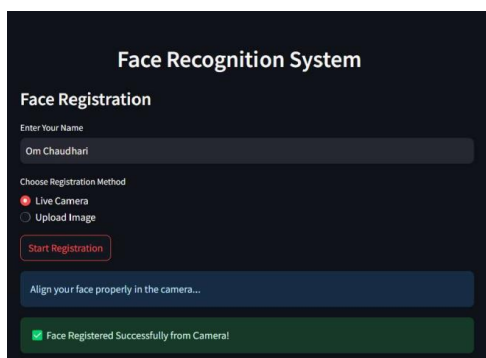 Face Recognition System
Face Registration
Enter Your Name
Om Chaudhari
Choose Registration Method
Live Camera
Upload Image
Start Registration
Align your face properly in the camera...
✅ Face Registered Successfully from Camera!